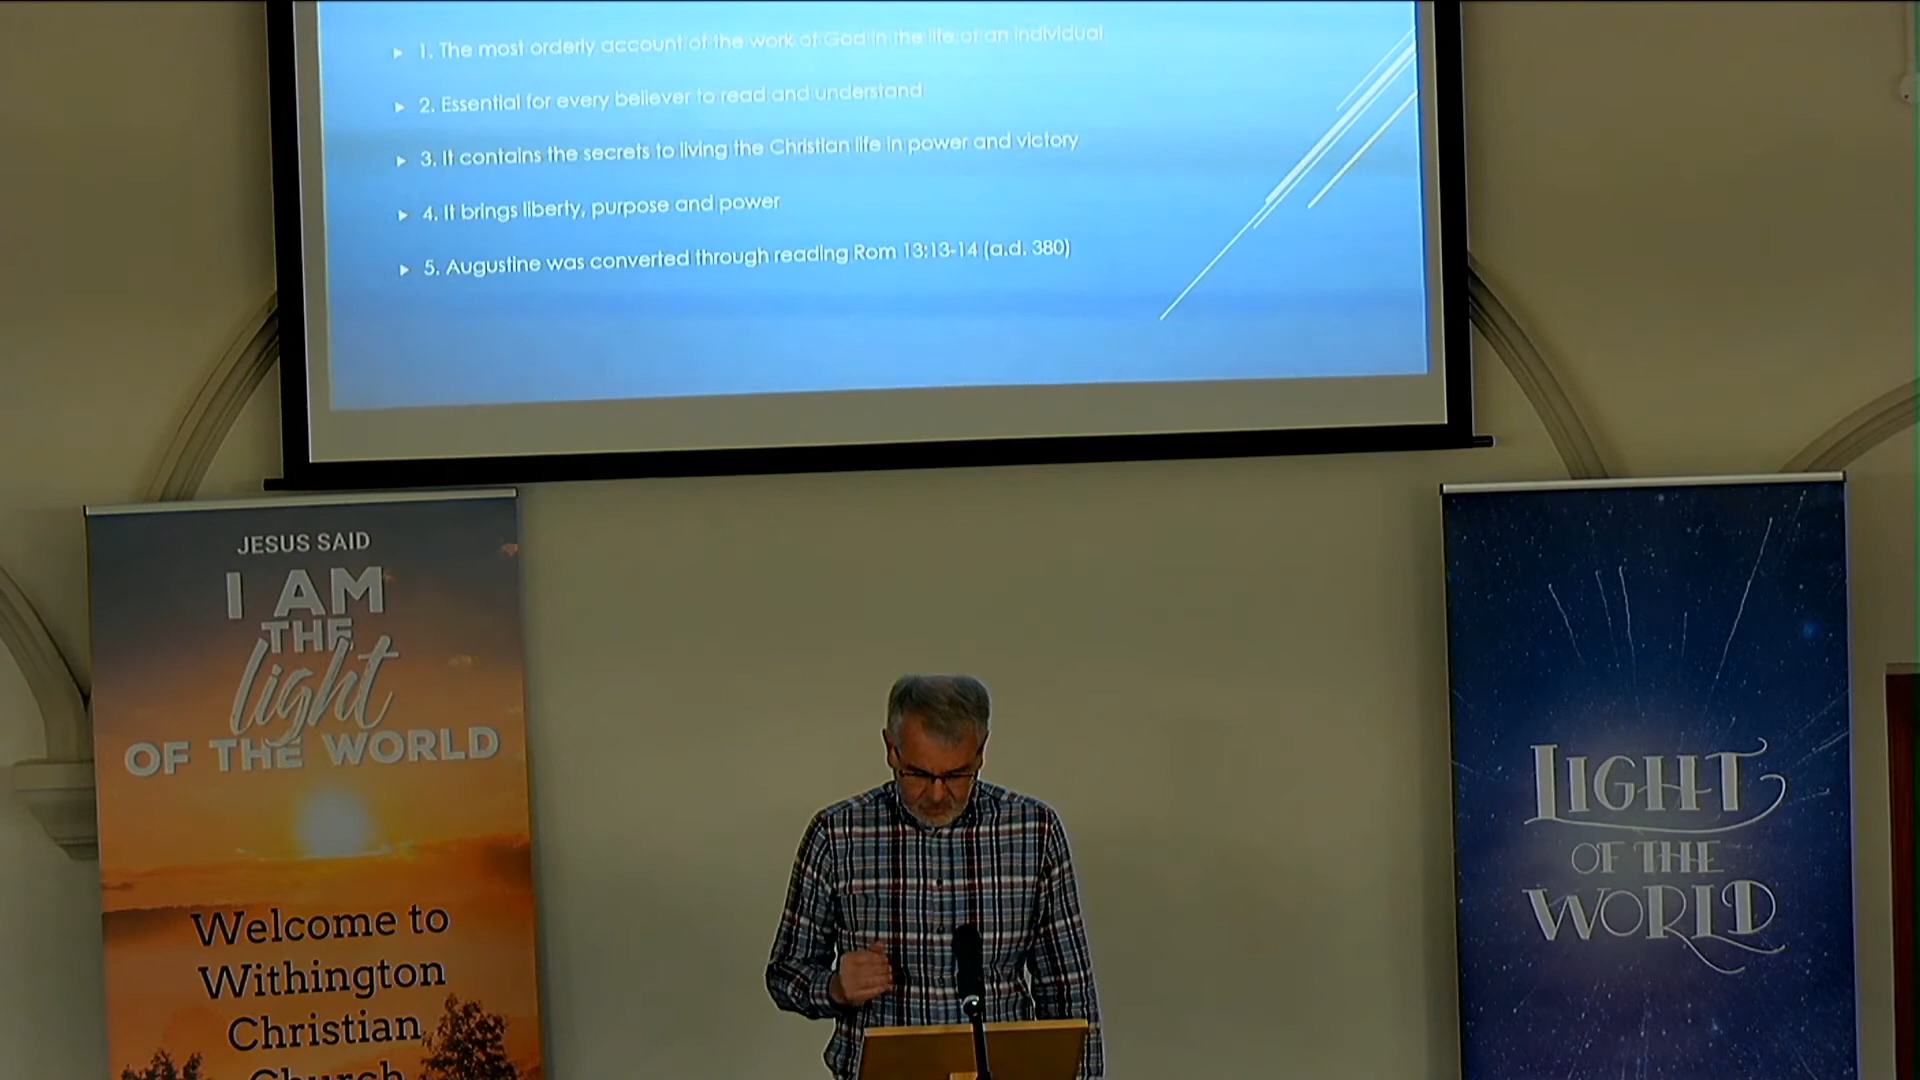 1. The most orderly account of the work of God in the life of an individual
2. Essential for every believer to read and understand
3. It contains the secrets to living the Christian life in power and victory
4. It brings liberty, purpose and power
5. Augustine was converted through reading Rom 13:13-14 (a.d. 380)
JESUS SAID
I AM
THE
light
OF THE WORLD
Welcome to
Withington
Christian
Church
LIGHT
OF THE
WORLD